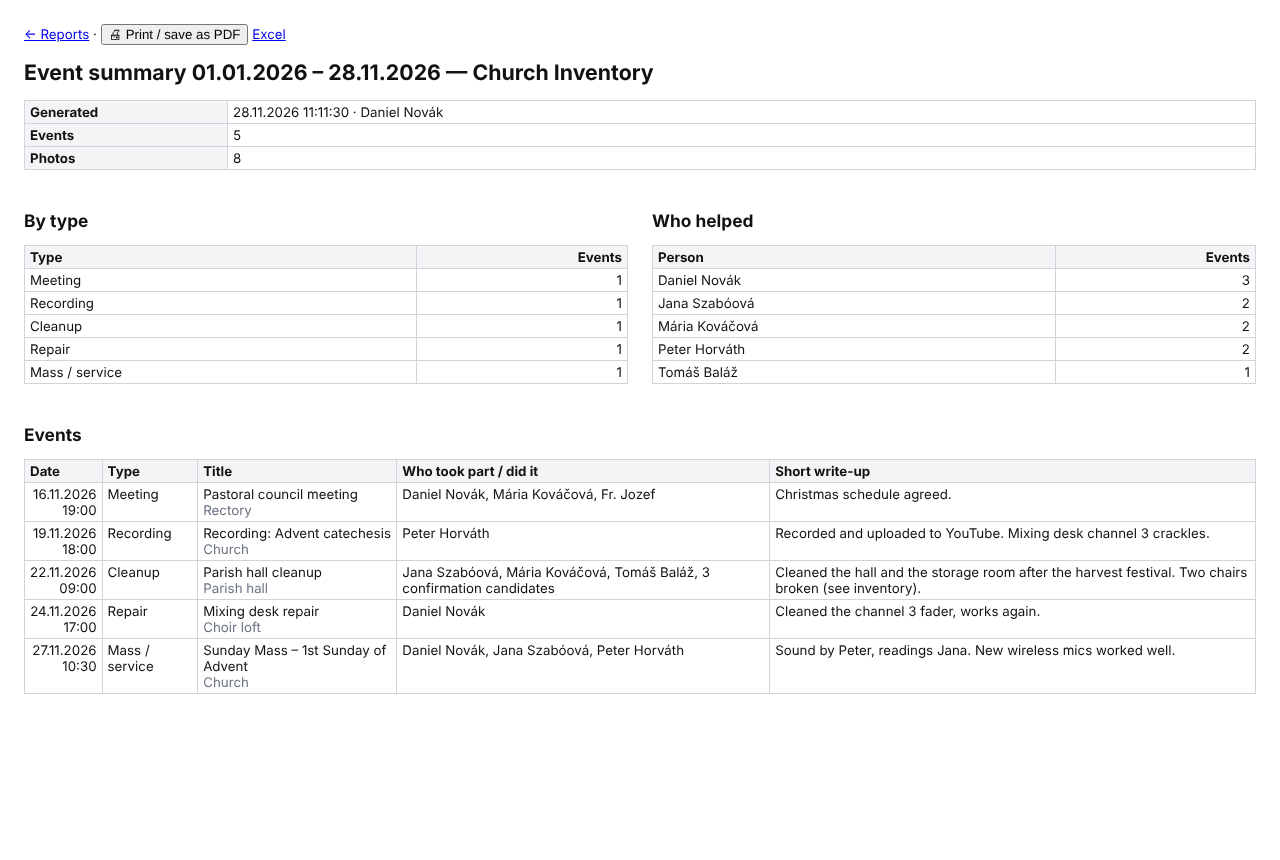 ← Reports · 🖨 Print / save as PDF Excel
Event summary 01.01.2026 – 28.11.2026 — Church Inventory
Generated 28.11.2026 11:11:30 · Daniel Novák
Events 5
Photos 8
By type
Type Events
Meeting 1
Recording 1
Cleanup 1
Repair 1
Mass / service 1
Who helped
Person Events
Daniel Novák 3
Jana Szabóová 2
Mária Kováčová 2
Peter Horváth 2
Tomáš Baláž 1
Events
Date Type Title Who took part / did it Short write-up
16.11.2026 Meeting Pastoral council meeting Daniel Novák, Mária Kováčová, Fr. Jozef Christmas schedule agreed.
19:00 Rectory
19.11.2026 Recording Recording: Advent catechesis Peter Horváth Recorded and uploaded to YouTube. Mixing desk channel 3 crackles.
18:00 Church
22.11.2026 Cleanup Parish hall cleanup Jana Szabóová, Mária Kováčová, Tomáš Baláž, 3 Cleaned the hall and the storage room after the harvest festival. Two chairs
09:00 Parish hall confirmation candidates broken (see inventory).
24.11.2026 Repair Mixing desk repair Daniel Novák Cleaned the channel 3 fader, works again.
17:00 Choir loft
27.11.2026 Mass / Sunday Mass – 1st Sunday of Daniel Novák, Jana Szabóová, Peter Horváth Sound by Peter, readings Jana. New wireless mics worked well.
10:30 service Advent
Church